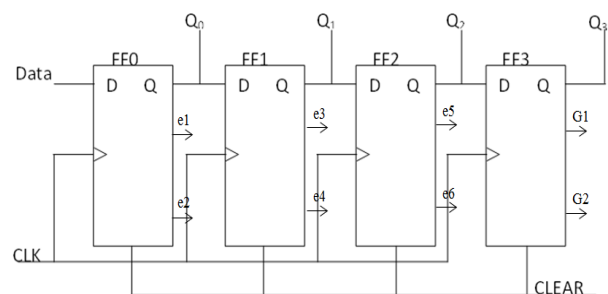 Q₀ Q₁ Q₂ Q₃
FF0 FF1 FF2 FF3
Data D Q D Q D Q D Q
e1 e3 e5 G1
e2 e4 e6 G2
CLK
CLEAR